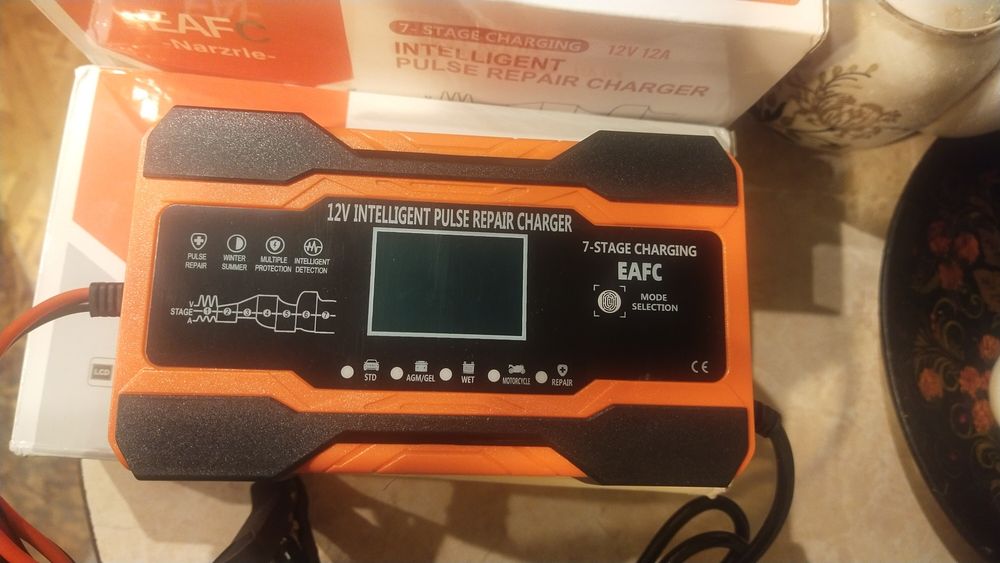 EAFC
-Narzrle-
7- STAGE CHARGING 12V 12A
INTELLIGENT
PULSE REPAIR CHARGER
12V INTELLIGENT PULSE REPAIR CHARGER
PULSE
REPAIR
WINTER
SUMMER
MULTIPLE
PROTECTION
INTELLIGENT
DETECTION
V
STAGE 1 2 3 4 5 6 7
A
7-STAGE CHARGING
EAFC
MODE
SELECTION
STD
AGM/GEL
WET
MOTORCYCLE
REPAIR
CE
LCD